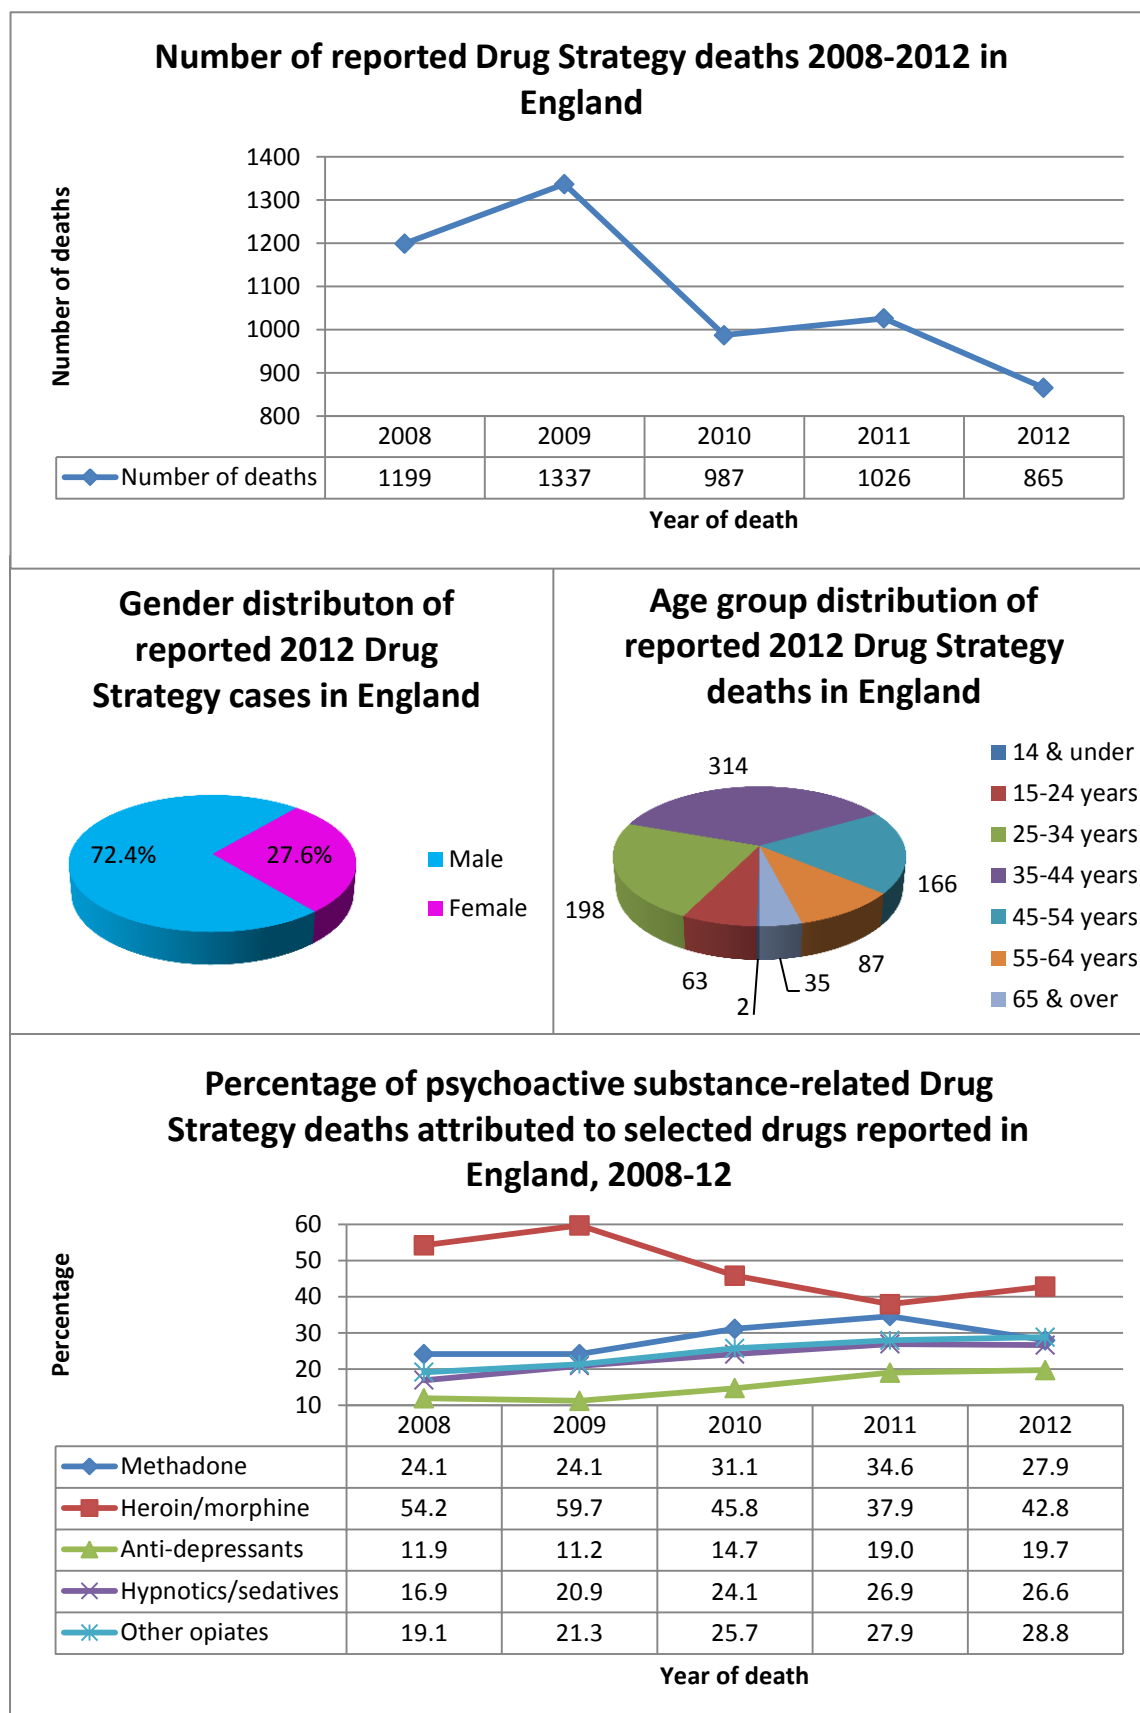 Number of reported Drug Strategy deaths 2008-2012 in
England
Number of deaths
1400
1300
1200
1100
1000
900
800
2008 2009 2010 2011 2012
Number of deaths 1199 1337 987 1026 865
Year of death
Gender distributon of
reported 2012 Drug
Strategy cases in England
72.4% 27.6%
Male
Female
Age group distribution of
reported 2012 Drug Strategy
deaths in England
314
166
198
87
63
35
2
14 & under
15-24 years
25-34 years
35-44 years
45-54 years
55-64 years
65 & over
Percentage of psychoactive substance-related Drug
Strategy deaths attributed to selected drugs reported in
England, 2008-12
Percentage
60
50
40
30
20
10
2008 2009 2010 2011 2012
Methadone 24.1 24.1 31.1 34.6 27.9
Heroin/morphine 54.2 59.7 45.8 37.9 42.8
Anti-depressants 11.9 11.2 14.7 19.0 19.7
Hypnotics/sedatives 16.9 20.9 24.1 26.9 26.6
Other opiates 19.1 21.3 25.7 27.9 28.8
Year of death